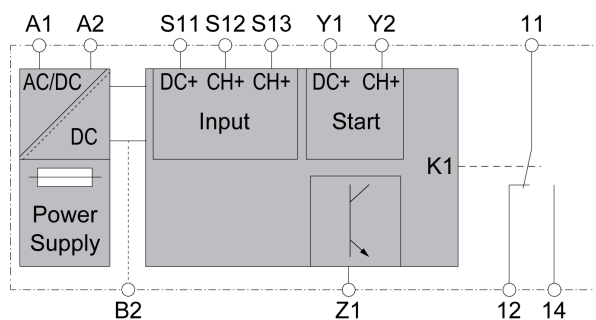 A1 A2 S11 S12 S13 Y1 Y2 11
AC/DC DC+ CH+ CH+ DC+ CH+
Input Start
DC
K1
Power
Supply
B2 Z1 12 14